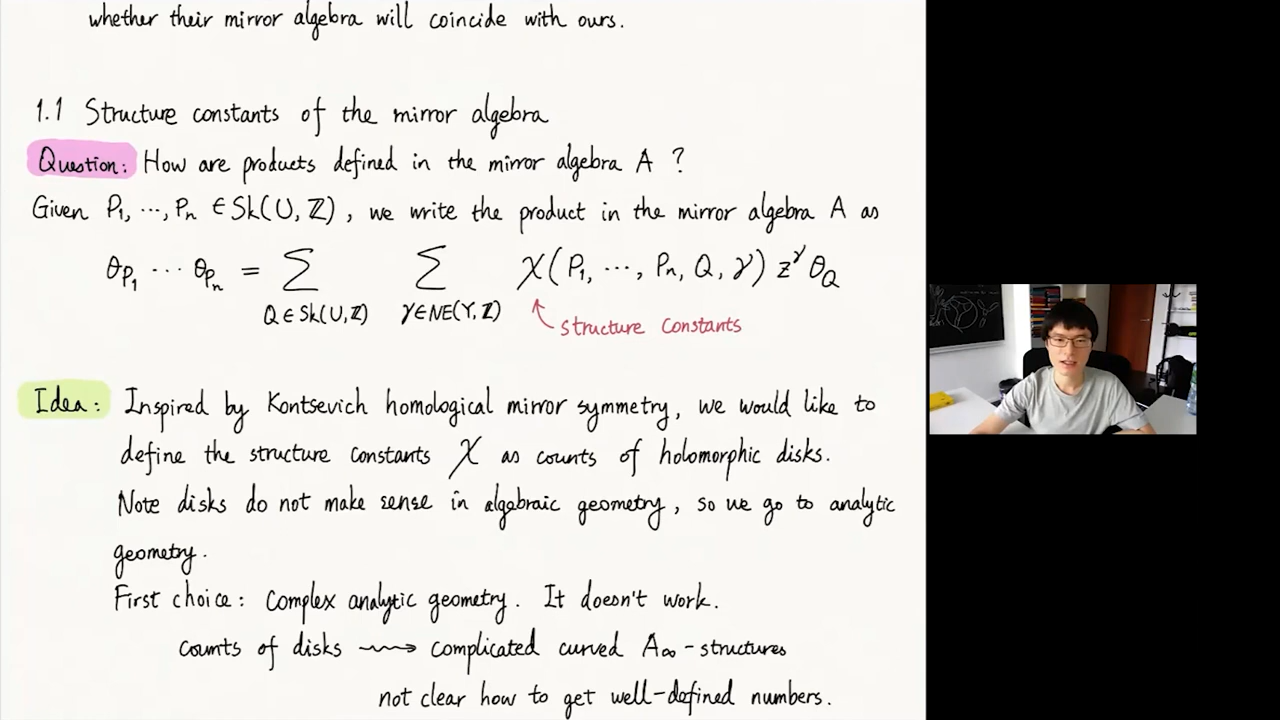 whether their mirror algebra will coincide with ours.
1.1 Structure constants of the mirror algebra
Question: How are products defined in the mirror algebra A ?
Given P₁, ⋯, Pₙ ∈ Sk(U, ℤ), we write the product in the mirror algebra A as
θ_P₁ ⋯ θ_Pₙ = ∑ ∑ χ(P₁, ⋯, Pₙ, Q, γ) z^γ θ_Q
Q∈Sk(U,ℤ) γ∈NE(Y,ℤ)
structure constants
Idea: Inspired by Kontsevich homological mirror symmetry, we would like to
define the structure constants χ as counts of holomorphic disks.
Note disks do not make sense in algebraic geometry, so we go to analytic
geometry.
First choice: Complex analytic geometry. It doesn't work.
counts of disks ⟿ complicated curved A∞-structures
not clear how to get well-defined numbers.